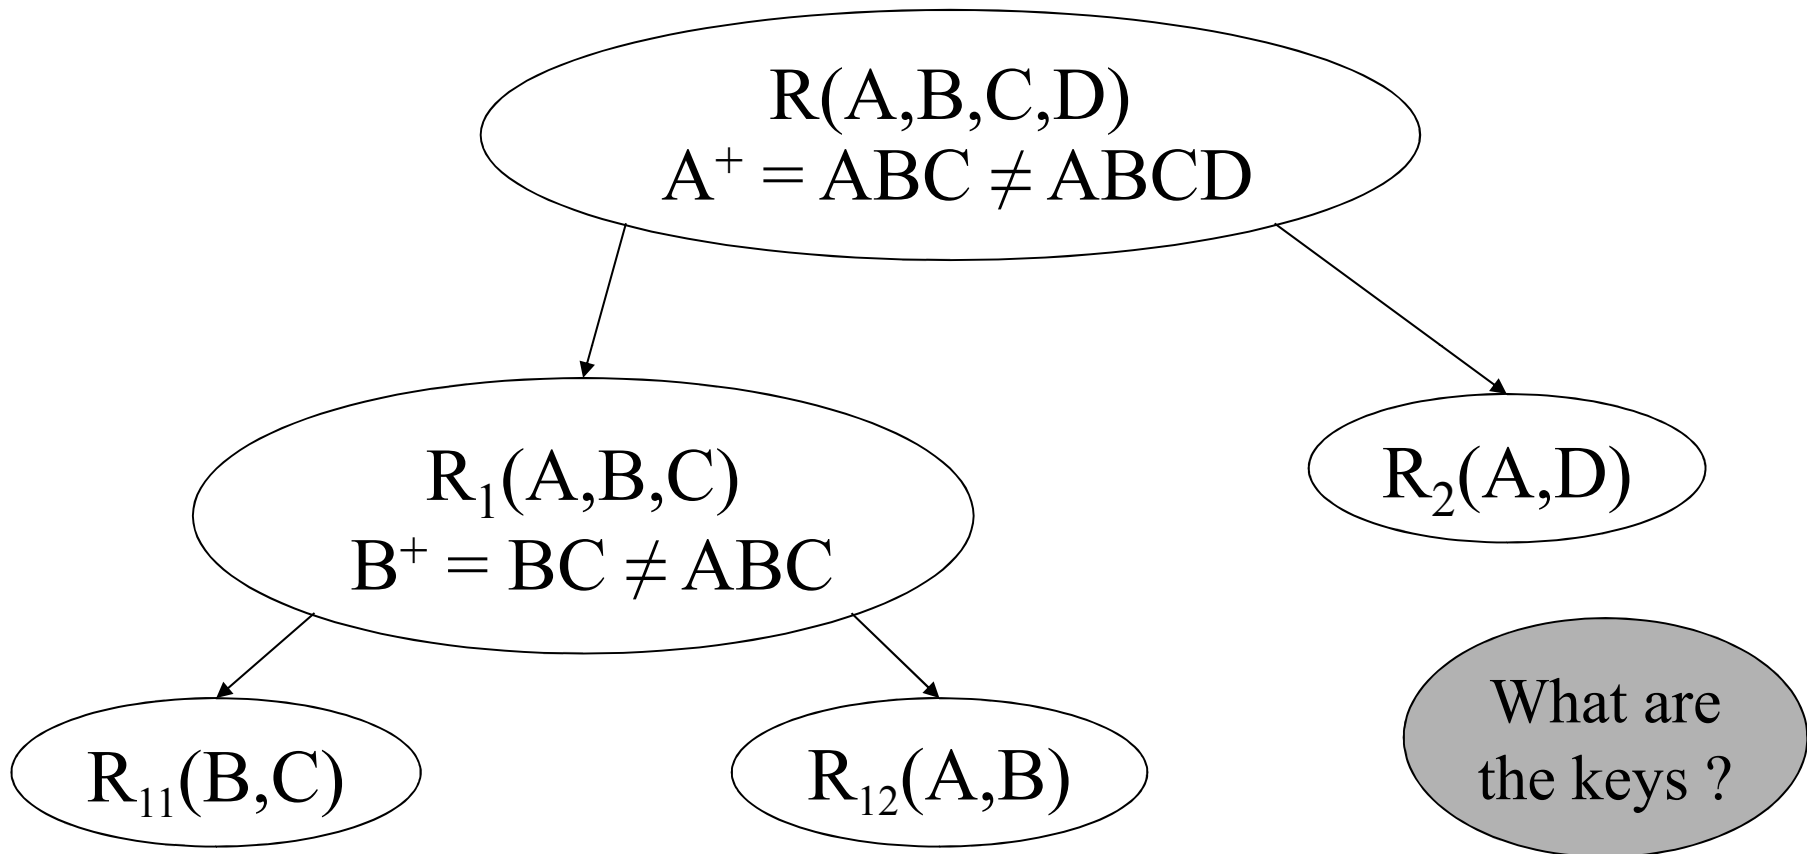 R(A,B,C,D)
A⁺ = ABC ≠ ABCD
R₁(A,B,C)
B⁺ = BC ≠ ABC
R₂(A,D)
R₁₁(B,C)
R₁₂(A,B)
What are
the keys ?